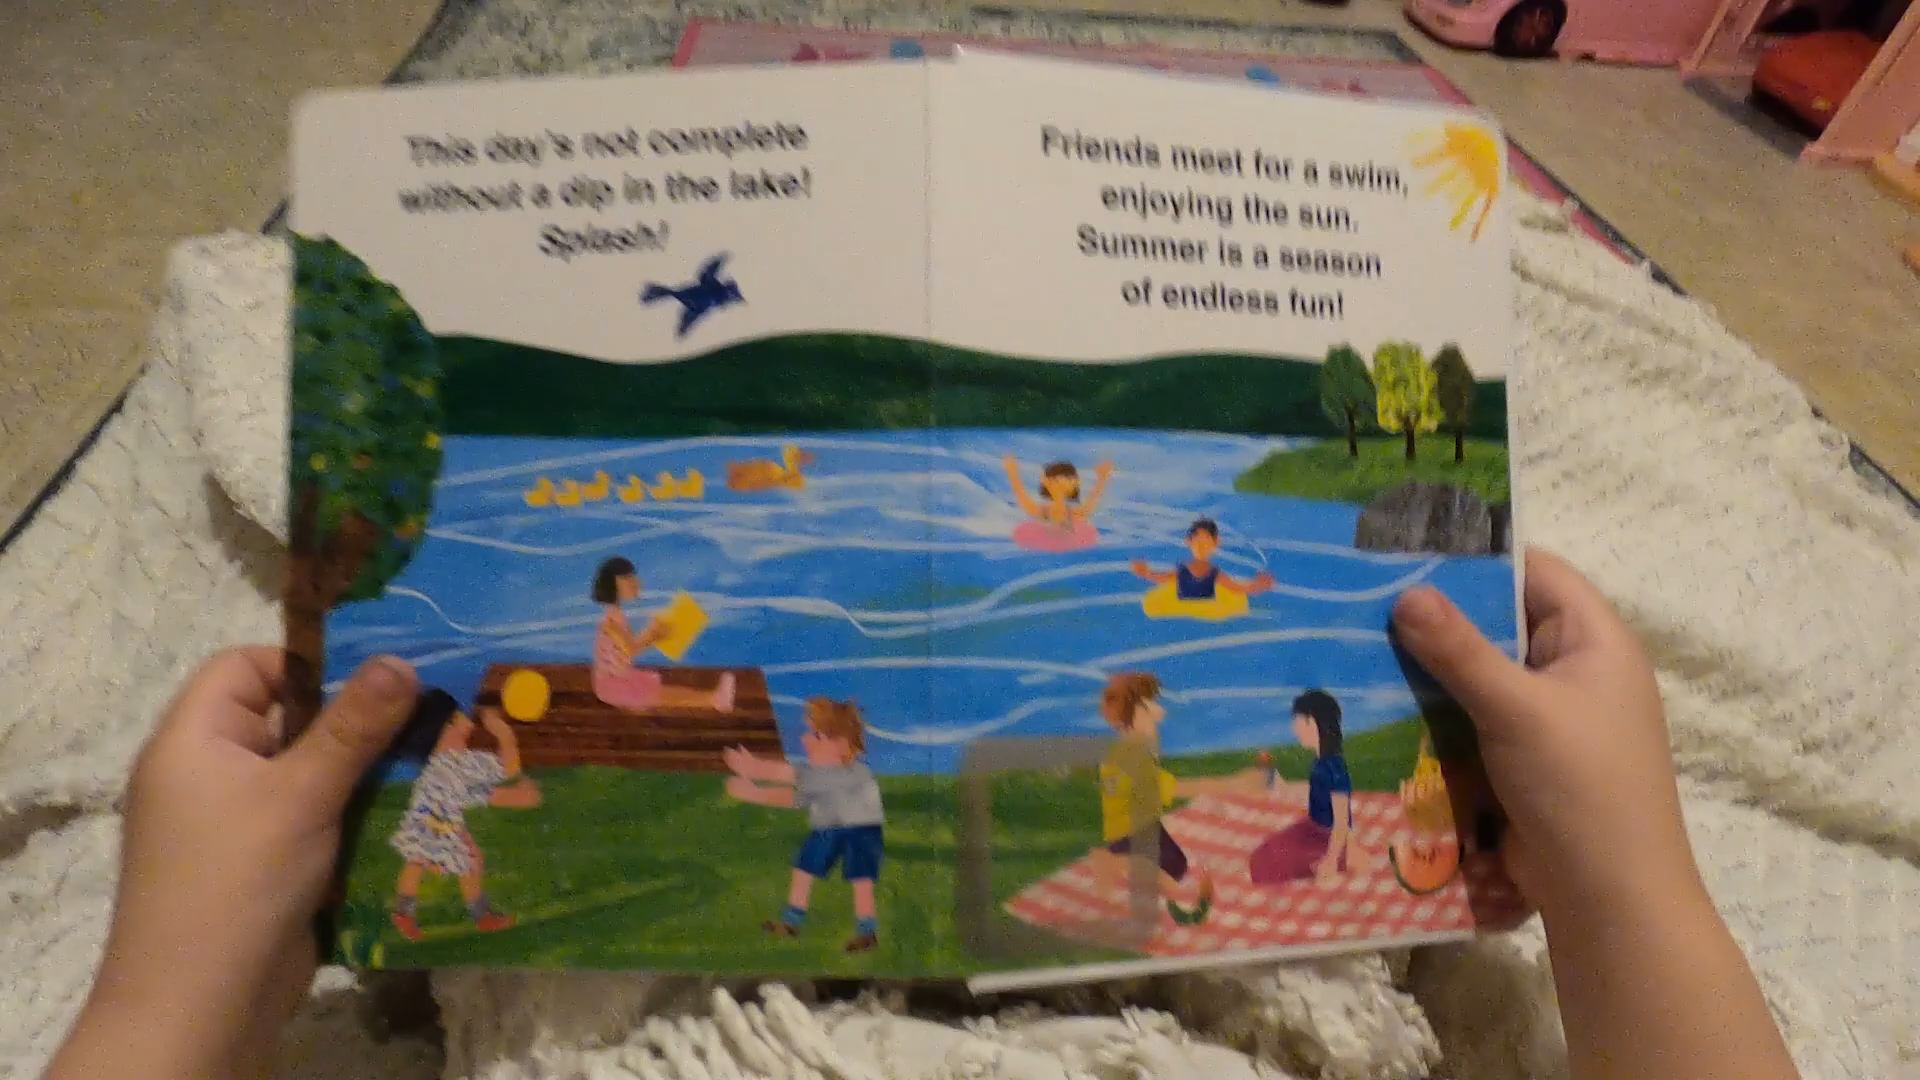 This day's not complete
without a dip in the lake!
Splash!
Friends meet for a swim,
enjoying the sun.
Summer is a season
of endless fun!